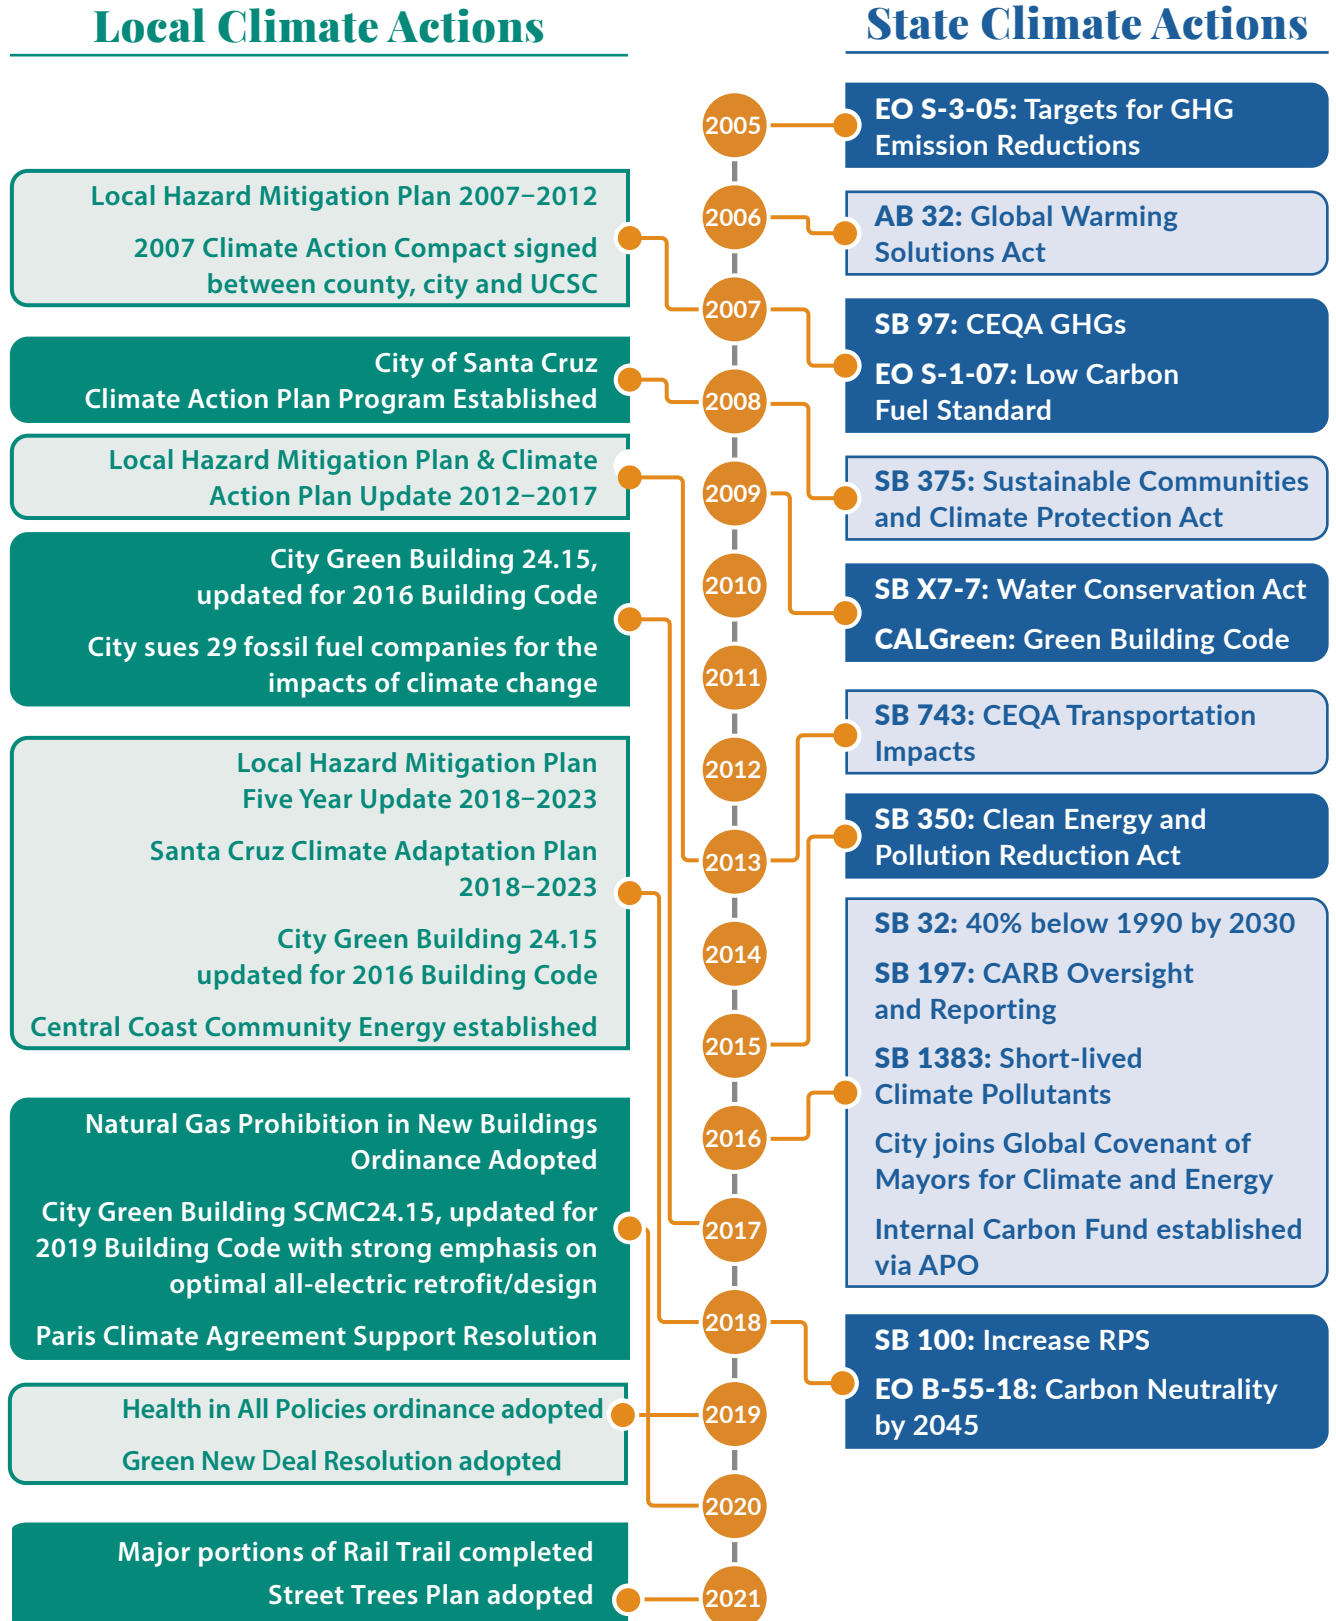 Local Climate Actions
Local Hazard Mitigation Plan 2007–2012
2007 Climate Action Compact signed
between county, city and UCSC
City of Santa Cruz
Climate Action Plan Program Established
Local Hazard Mitigation Plan & Climate
Action Plan Update 2012–2017
City Green Building 24.15,
updated for 2016 Building Code
City sues 29 fossil fuel companies for the
impacts of climate change
Local Hazard Mitigation Plan
Five Year Update 2018–2023
Santa Cruz Climate Adaptation Plan
2018–2023
City Green Building 24.15
updated for 2016 Building Code
Central Coast Community Energy established
Natural Gas Prohibition in New Buildings
Ordinance Adopted
City Green Building SCMC24.15, updated for
2019 Building Code with strong emphasis on
optimal all-electric retrofit/design
Paris Climate Agreement Support Resolution
Health in All Policies ordinance adopted
Green New Deal Resolution adopted
Major portions of Rail Trail completed
Street Trees Plan adopted
2005
2006
2007
2008
2009
2010
2011
2012
2013
2014
2015
2016
2017
2018
2019
2020
2021
State Climate Actions
EO S-3-05: Targets for GHG
Emission Reductions
AB 32: Global Warming
Solutions Act
SB 97: CEQA GHGs
EO S-1-07: Low Carbon
Fuel Standard
SB 375: Sustainable Communities
and Climate Protection Act
SB X7-7: Water Conservation Act
CALGreen: Green Building Code
SB 743: CEQA Transportation
Impacts
SB 350: Clean Energy and
Pollution Reduction Act
SB 32: 40% below 1990 by 2030
SB 197: CARB Oversight
and Reporting
SB 1383: Short-lived
Climate Pollutants
City joins Global Covenant of
Mayors for Climate and Energy
Internal Carbon Fund established
via APO
SB 100: Increase RPS
EO B-55-18: Carbon Neutrality
by 2045